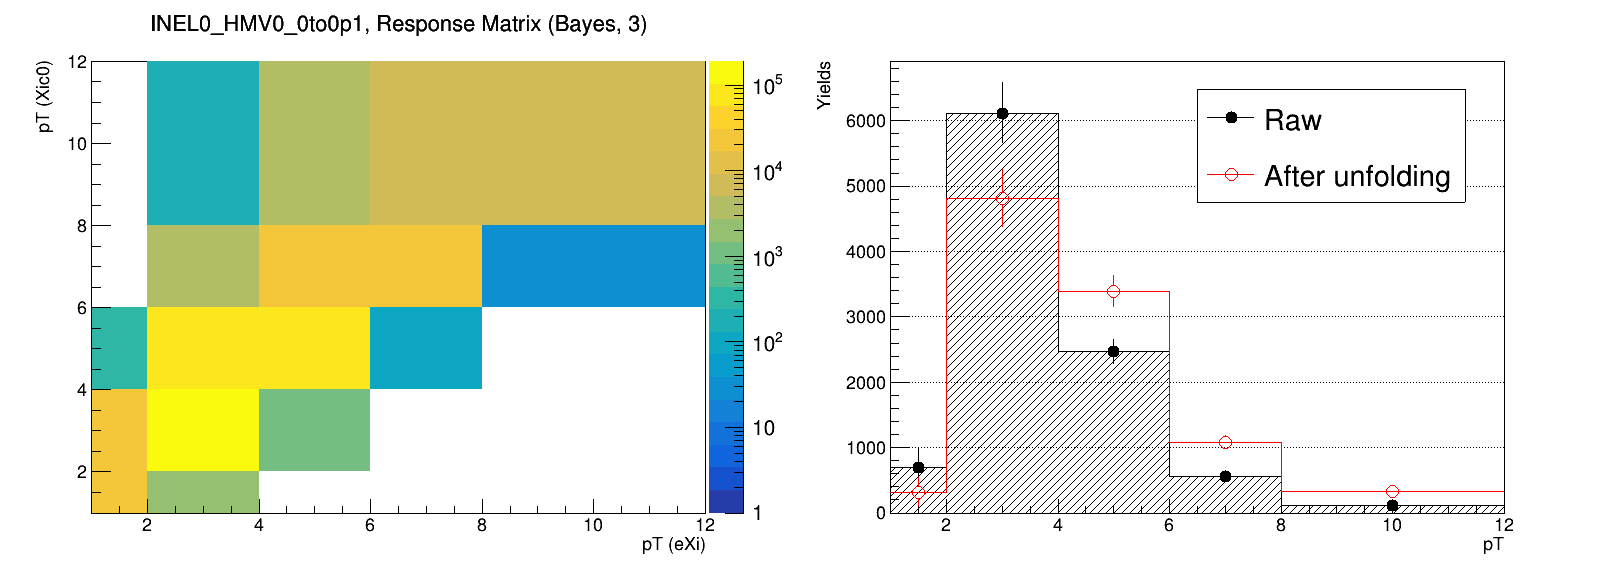 INEL0_HMV0_0to0p1, Response Matrix (Bayes, 3)
pT (Xic0)
12
10
8
6
4
2
2 4 6 8 10 12
pT (eXi)
10^5
10^4
10^3
10^2
10
1
Yields
6000
5000
4000
3000
2000
1000
0
2 4 6 8 10 12
pT
Raw
After unfolding